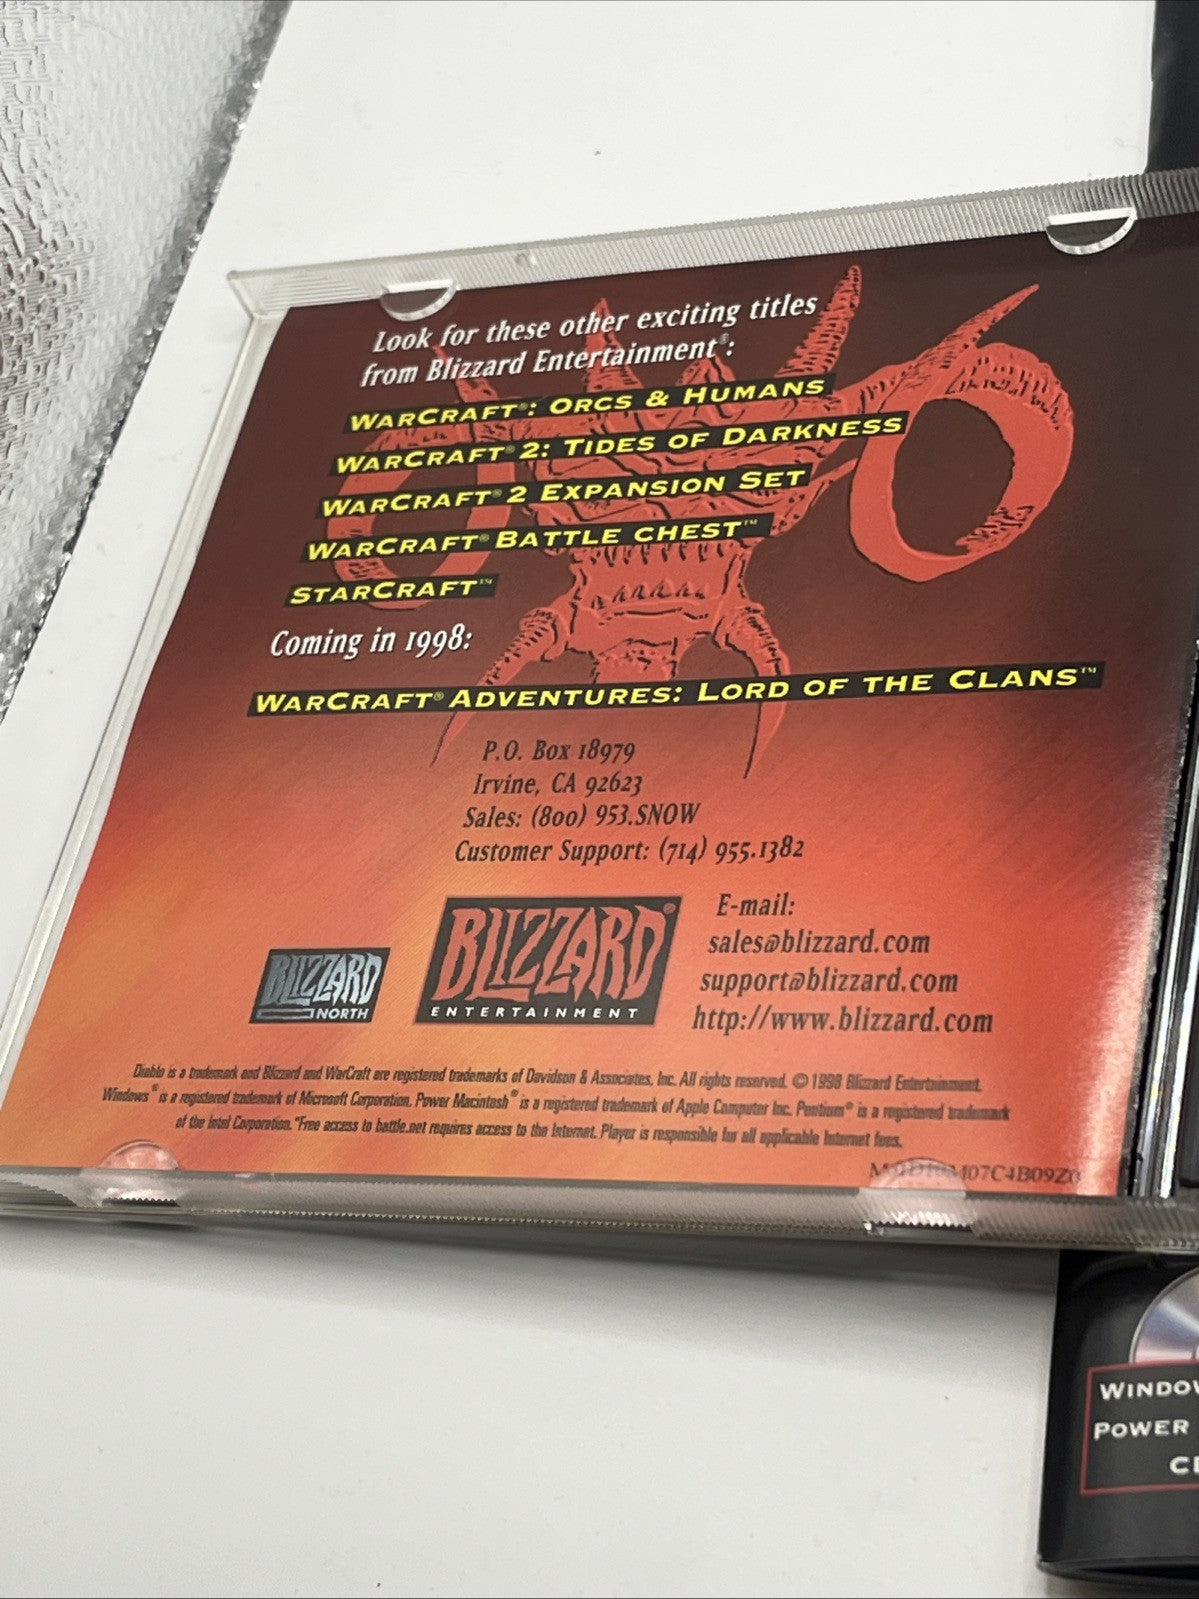 Look for these other exciting titles
from Blizzard Entertainment®:
WARCRAFT®: ORCS & HUMANS
WARCRAFT® 2: TIDES OF DARKNESS
WARCRAFT® 2 EXPANSION SET
WARCRAFT® BATTLE CHEST™
STARCRAFT™
Coming in 1998:
WARCRAFT® ADVENTURES: LORD OF THE CLANS™
P.O. Box 18979
Irvine, CA 92623
Sales: (800) 953.SNOW
Customer Support: (714) 955.1382
BLIZZARD
NORTH
BLIZZARD®
ENTERTAINMENT
E-mail:
sales@blizzard.com
support@blizzard.com
http://www.blizzard.com
Diablo is a trademark and Blizzard and WarCraft are registered trademarks of Davidson & Associates, Inc. All rights reserved. © 1998 Blizzard Entertainment.
Windows® is a registered trademark of Microsoft Corporation. Power Macintosh® is a registered trademark of Apple Computer Inc. Pentium® is a registered trademark
of the Intel Corporation. *Free access to battle.net requires access to the Internet. Player is responsible for all applicable Internet fees.
POWER